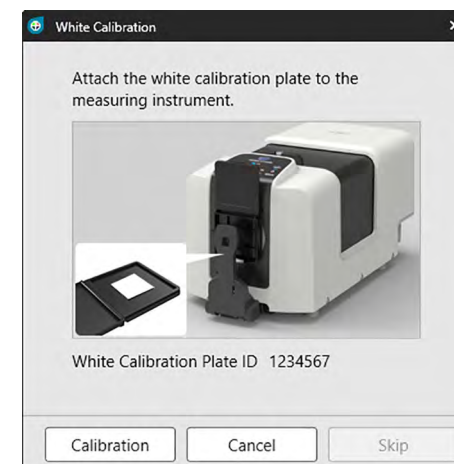 White Calibration
Attach the white calibration plate to the
measuring instrument.
White Calibration Plate ID 1234567
Calibration
Cancel
Skip